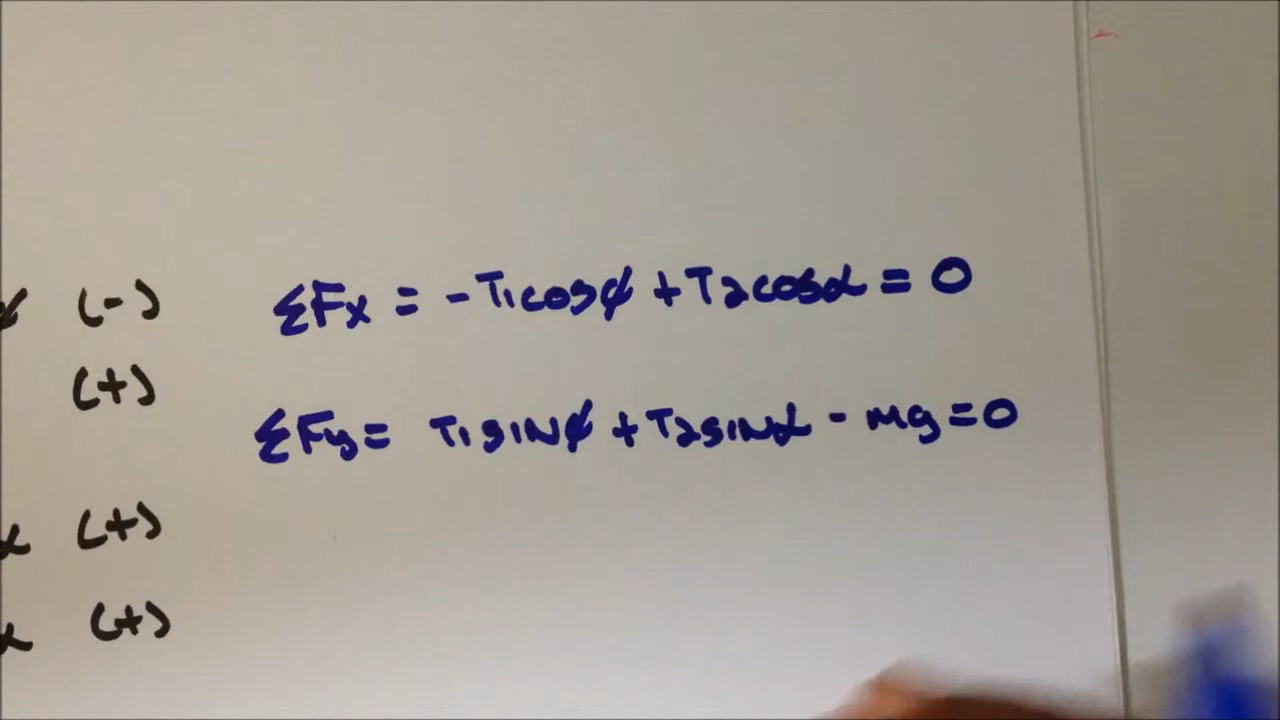 (-) ΣFx = -T1cosϕ + T2cosα = 0
(+)
ΣFy = T1sinϕ + T2sinα - mg = 0
α (+)
α (+)